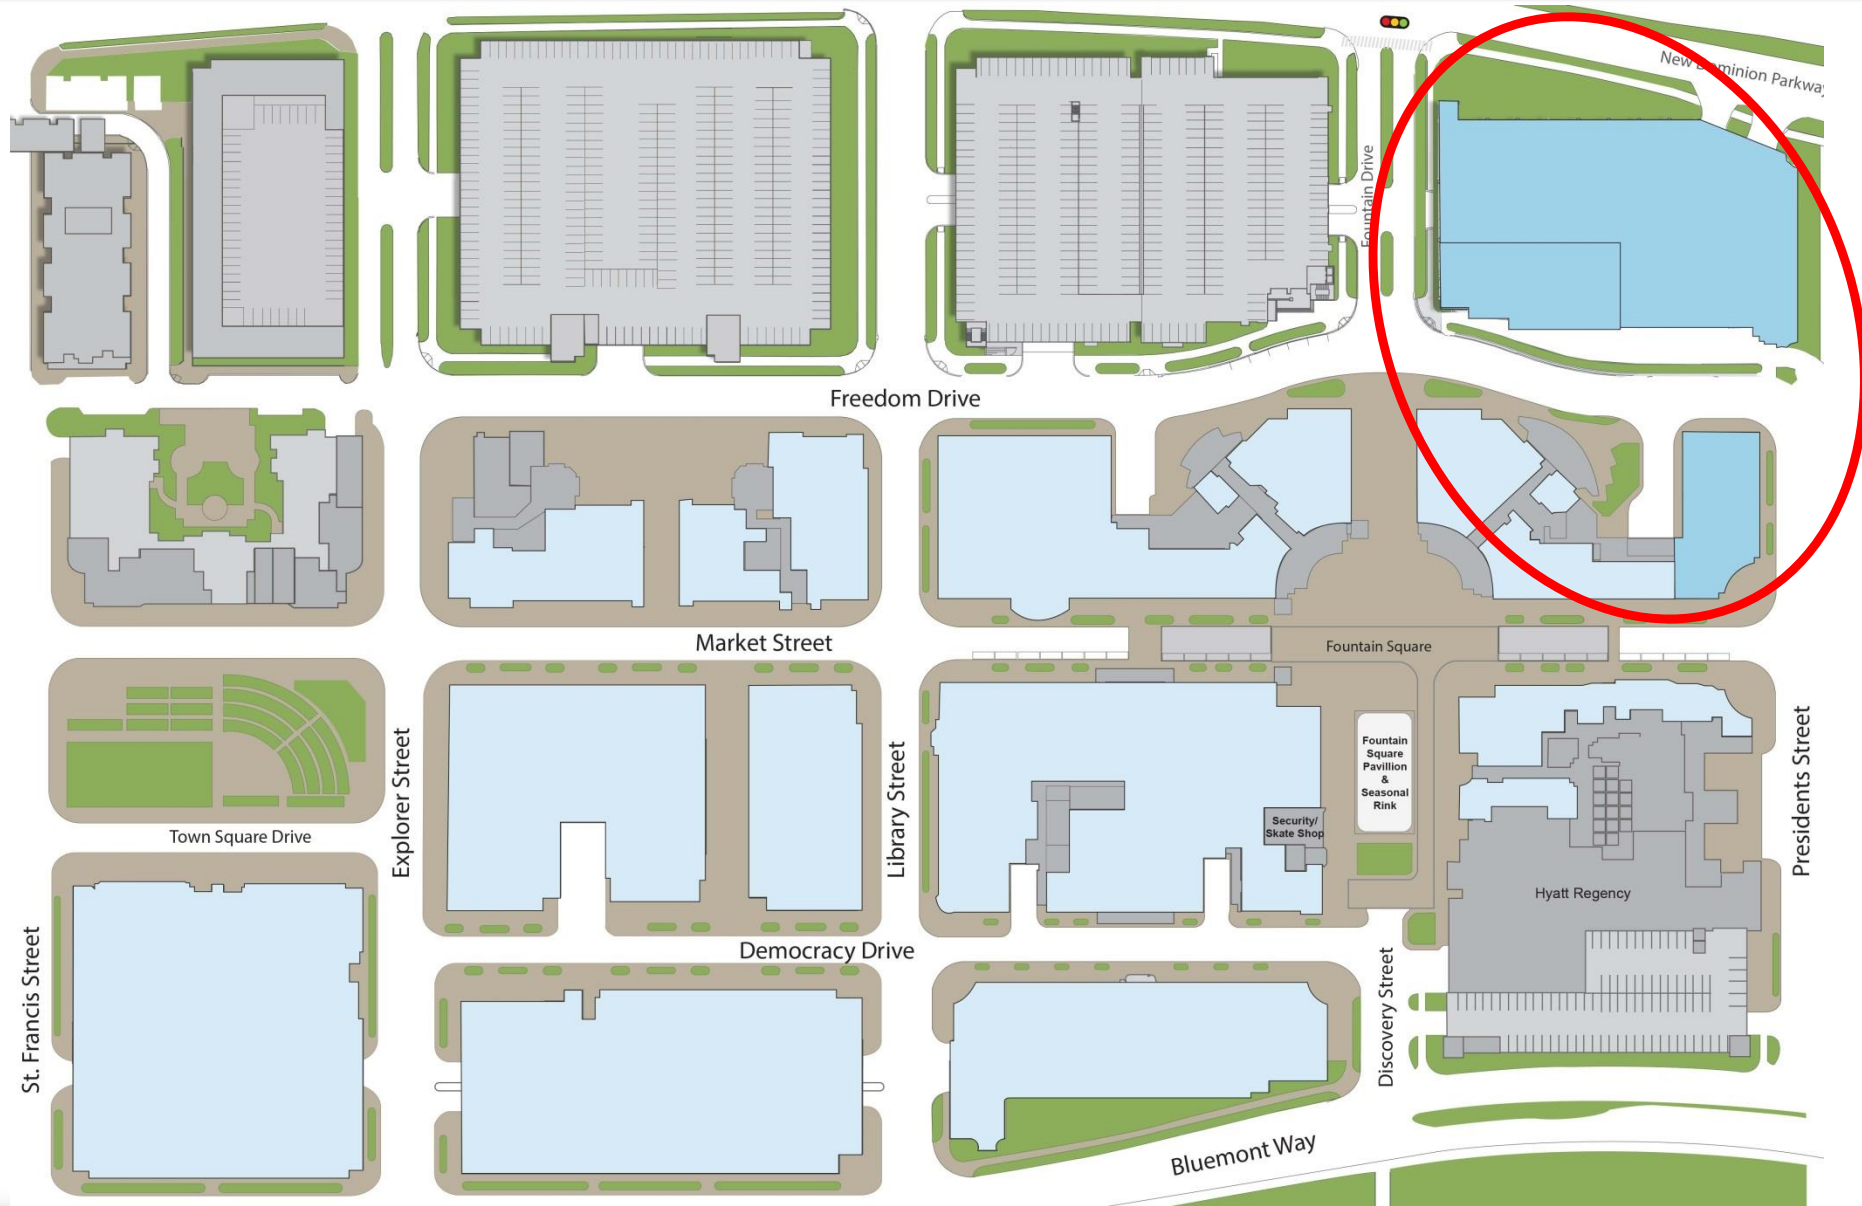 New Dominion Parkway
Fountain Drive
Freedom Drive
Market Street
Fountain Square
Explorer Street
Library Street
Presidents Street
Fountain
Square
Pavillion
&
Seasonal
Rink
Security/
Skate Shop
Town Square Drive
Hyatt Regency
St. Francis Street
Democracy Drive
Discovery Street
Bluemont Way